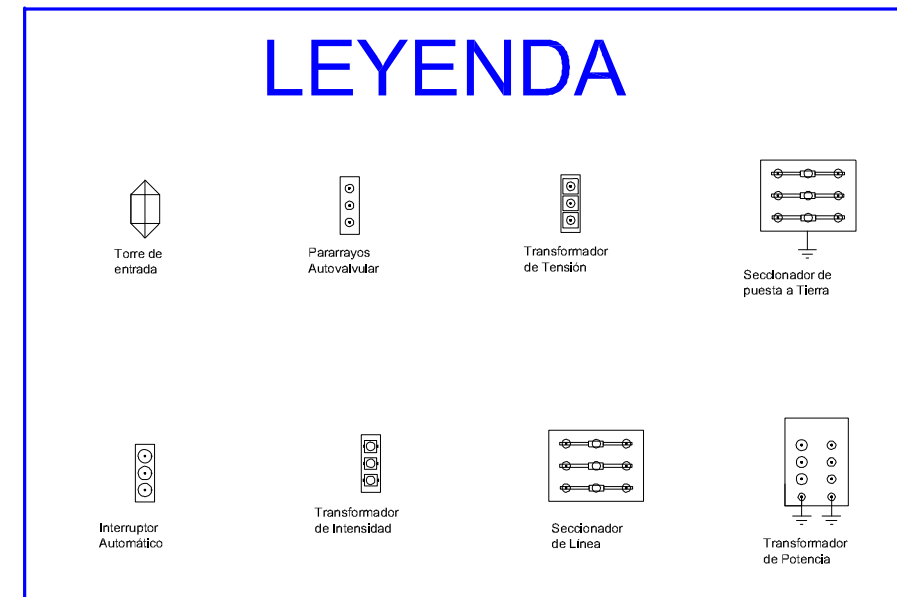 LEYENDA
Torre de
entrada
Pararrayos
Autovalvular
Transformador
de Tensión
Seccionador de
puesta a Tierra
Interruptor
Automático
Transformador
de Intensidad
Seccionador
de Línea
Transformador
de Potencia